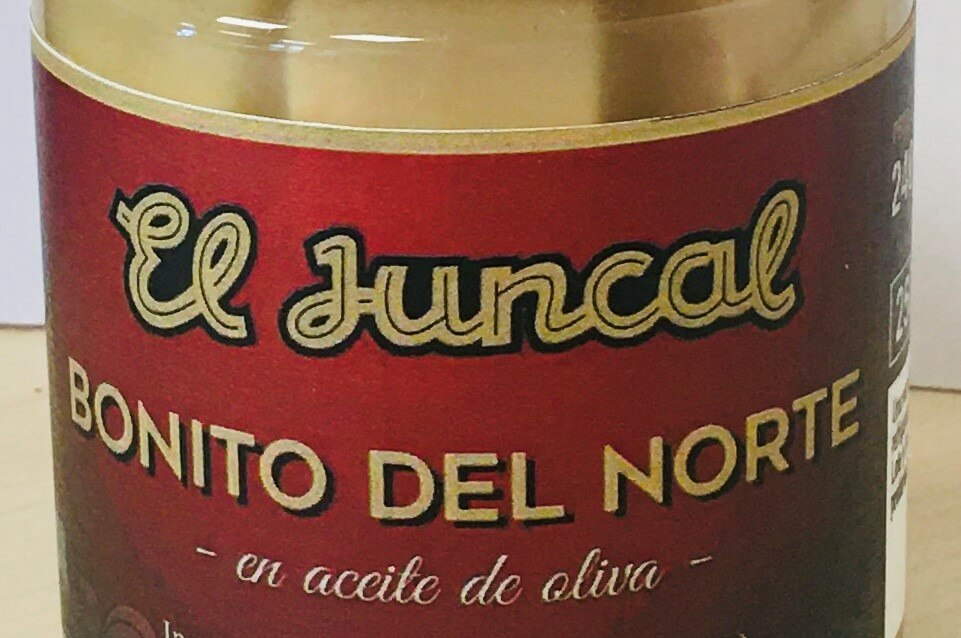 El Juncal
BONITO DEL NORTE
- en aceite de oliva -